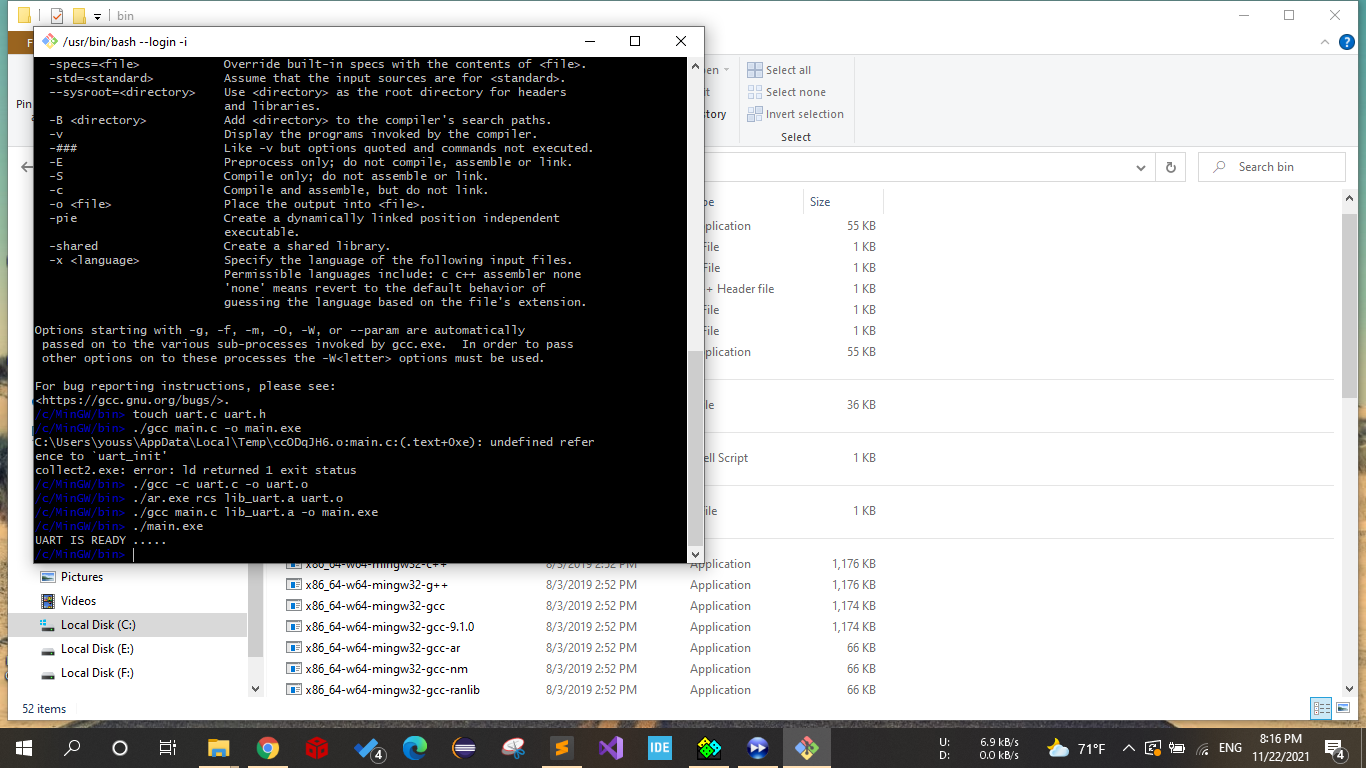 bin
/usr/bin/bash --login -i
-specs=<file> Override built-in specs with the contents of <file>.
-std=<standard> Assume that the input sources are for <standard>.
--sysroot=<directory> Use <directory> as the root directory for headers
and libraries.
-B <directory> Add <directory> to the compiler's search paths.
-v Display the programs invoked by the compiler.
-### Like -v but options quoted and commands not executed.
-E Preprocess only; do not compile, assemble or link.
-S Compile only; do not assemble or link.
-c Compile and assemble, but do not link.
-o <file> Place the output into <file>.
-pie Create a dynamically linked position independent
executable.
-shared Create a shared library.
-x <language> Specify the language of the following input files.
Permissible languages include: c c++ assembler none
'none' means revert to the default behavior of
guessing the language based on the file's extension.
Options starting with -g, -f, -m, -O, -W, or --param are automatically
passed on to the various sub-processes invoked by gcc.exe.  In order to pass
other options on to these processes the -W<letter> options must be used.
For bug reporting instructions, please see:
<https://gcc.gnu.org/bugs/>.
/c/MinGW/bin> touch uart.c uart.h
/c/MinGW/bin> ./gcc main.c -o main.exe
C:\Users\youss\AppData\Local\Temp\ccODqJH6.o:main.c:(.text+0xe): undefined refer
ence to `uart_init'
collect2.exe: error: ld returned 1 exit status
/c/MinGW/bin> ./gcc -c uart.c -o uart.o
/c/MinGW/bin> ./ar.exe rcs lib_uart.a uart.o
/c/MinGW/bin> ./gcc main.c lib_uart.a -o main.exe
/c/MinGW/bin> ./main.exe
UART IS READY .....
/c/MinGW/bin>
Select all
Select none
Invert selection
Select
Search bin
Size
55 KB
File 1 KB
File 1 KB
+ Header file 1 KB
File 1 KB
File 1 KB
55 KB
36 KB
Script 1 KB
1 KB
x86_64-w64-mingw32-c++ 8/3/2019 2:52 PM Application 1,176 KB
x86_64-w64-mingw32-g++ 8/3/2019 2:52 PM Application 1,176 KB
x86_64-w64-mingw32-gcc 8/3/2019 2:52 PM Application 1,174 KB
x86_64-w64-mingw32-gcc-9.1.0 8/3/2019 2:52 PM Application 1,174 KB
x86_64-w64-mingw32-gcc-ar 8/3/2019 2:52 PM Application 66 KB
x86_64-w64-mingw32-gcc-nm 8/3/2019 2:52 PM Application 66 KB
x86_64-w64-mingw32-gcc-ranlib 8/3/2019 2:52 PM Application 66 KB
Pictures
Videos
Local Disk (C:)
Local Disk (E:)
Local Disk (F:)
52 items
4
IDE
U: 6.9 kB/s
D: 0.0 kB/s
71°F
ENG
8:16 PM
11/22/2021
4